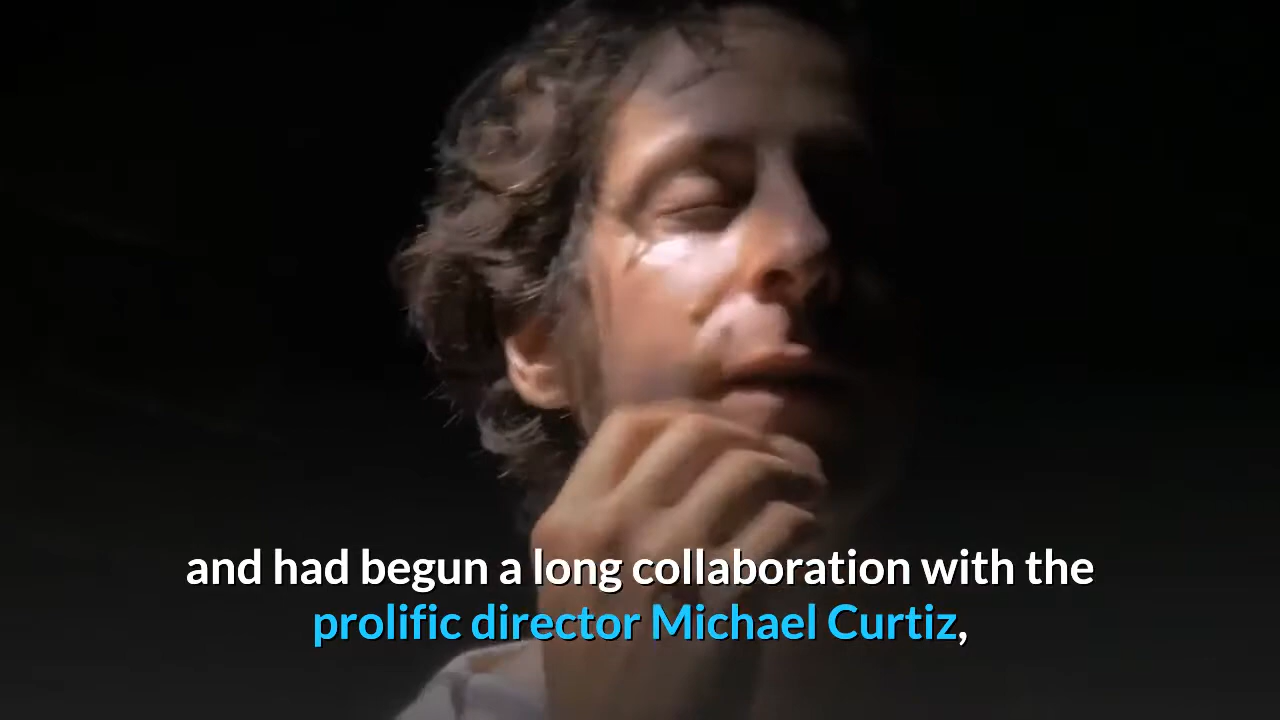 and had begun a long collaboration with the
prolific director Michael Curtiz,